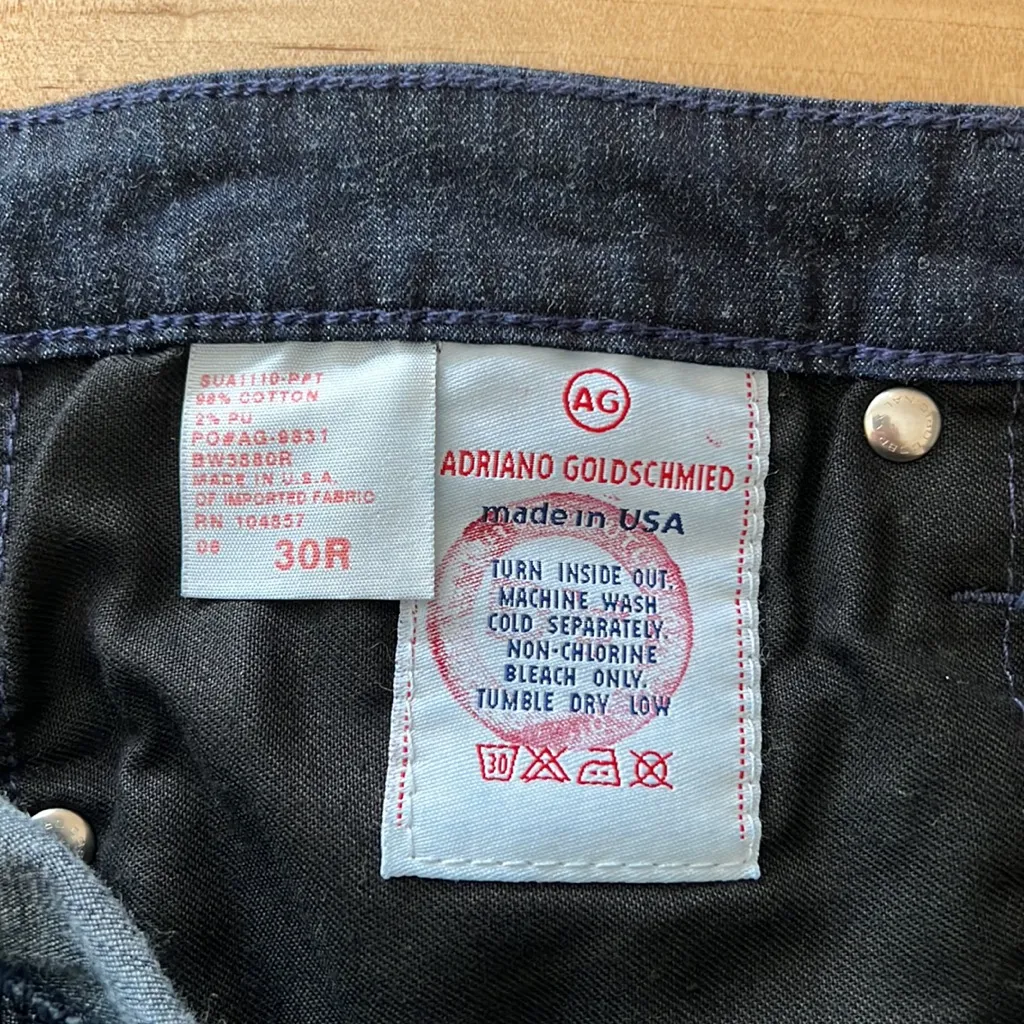 SUA1110-PPT
98% COTTON
2% PU
PO#AG-9831
BW3880R
MADE IN U.S.A.
OF IMPORTED FABRIC
RN 104857
08
30R
AG
ADRIANO GOLDSCHMIED
made in USA
TURN INSIDE OUT.
MACHINE WASH
COLD SEPARATELY.
NON-CHLORINE
BLEACH ONLY.
TUMBLE DRY LOW
30